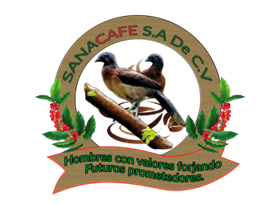 SANACAFE S.A De C.V
Hombres con valores forjando
Futuros prometedores.